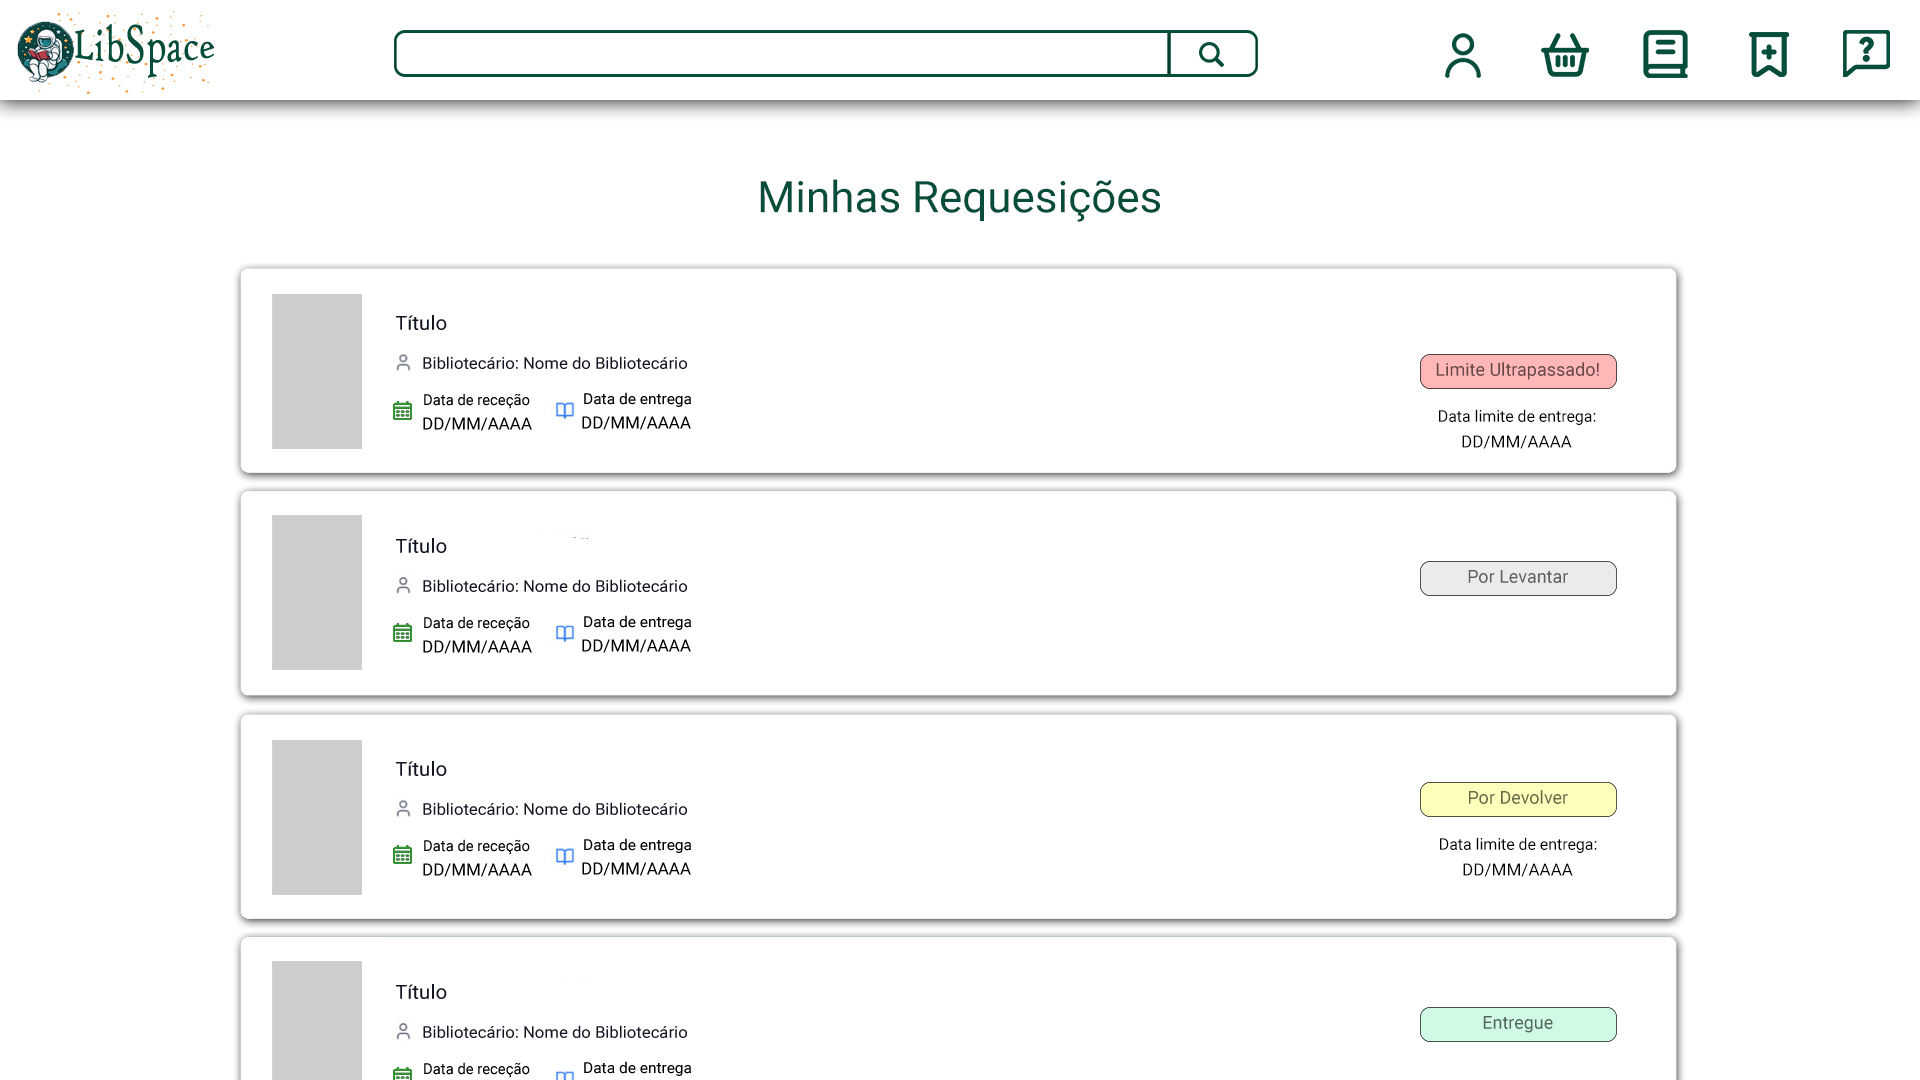 LibSpace
Minhas Requesições
Título
Bibliotecário: Nome do Bibliotecário
Data de receção
DD/MM/AAAA
Data de entrega
DD/MM/AAAA
Limite Ultrapassado!
Data limite de entrega:
DD/MM/AAAA
Título
Bibliotecário: Nome do Bibliotecário
Data de receção
DD/MM/AAAA
Data de entrega
DD/MM/AAAA
Por Levantar
Título
Bibliotecário: Nome do Bibliotecário
Data de receção
DD/MM/AAAA
Data de entrega
DD/MM/AAAA
Por Devolver
Data limite de entrega:
DD/MM/AAAA
Título
Bibliotecário: Nome do Bibliotecário
Data de receção
Data de entrega
Entregue